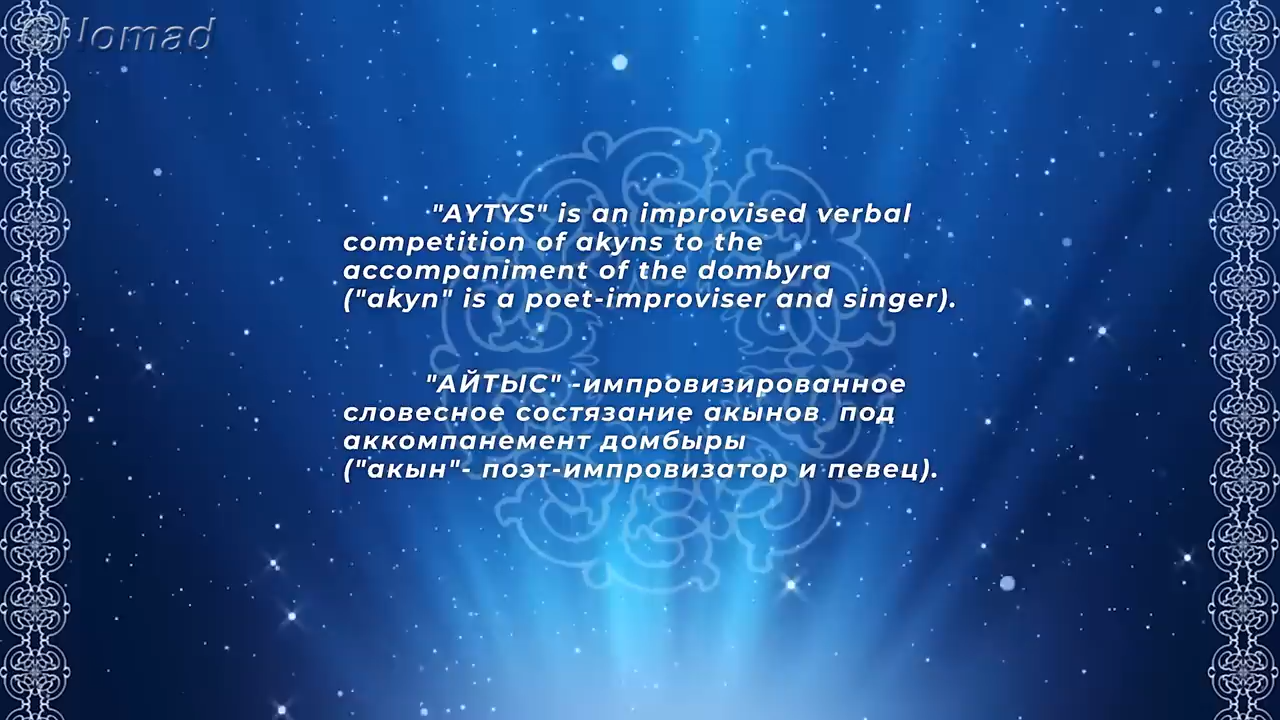 Nomad
"AYTYS" is an improvised verbal
competition of akyns to the
accompaniment of the dombyra
("akyn" is a poet-improviser and singer).
"АЙТЫС" -импровизированное
словесное состязание акынов под
аккомпанемент домбыры
("акын"- поэт-импровизатор и певец).